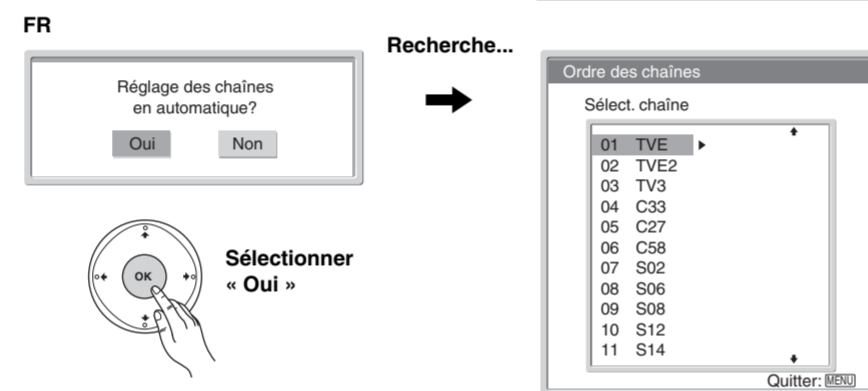 FR
Réglage des chaînes
en automatique?
Oui Non
OK
Sélectionner
« Oui »
Recherche...
Ordre des chaînes
Sélect. chaîne
01 TVE
02 TVE2
03 TV3
04 C33
05 C27
06 C58
07 S02
08 S06
09 S08
10 S12
11 S14
Quitter: MENU